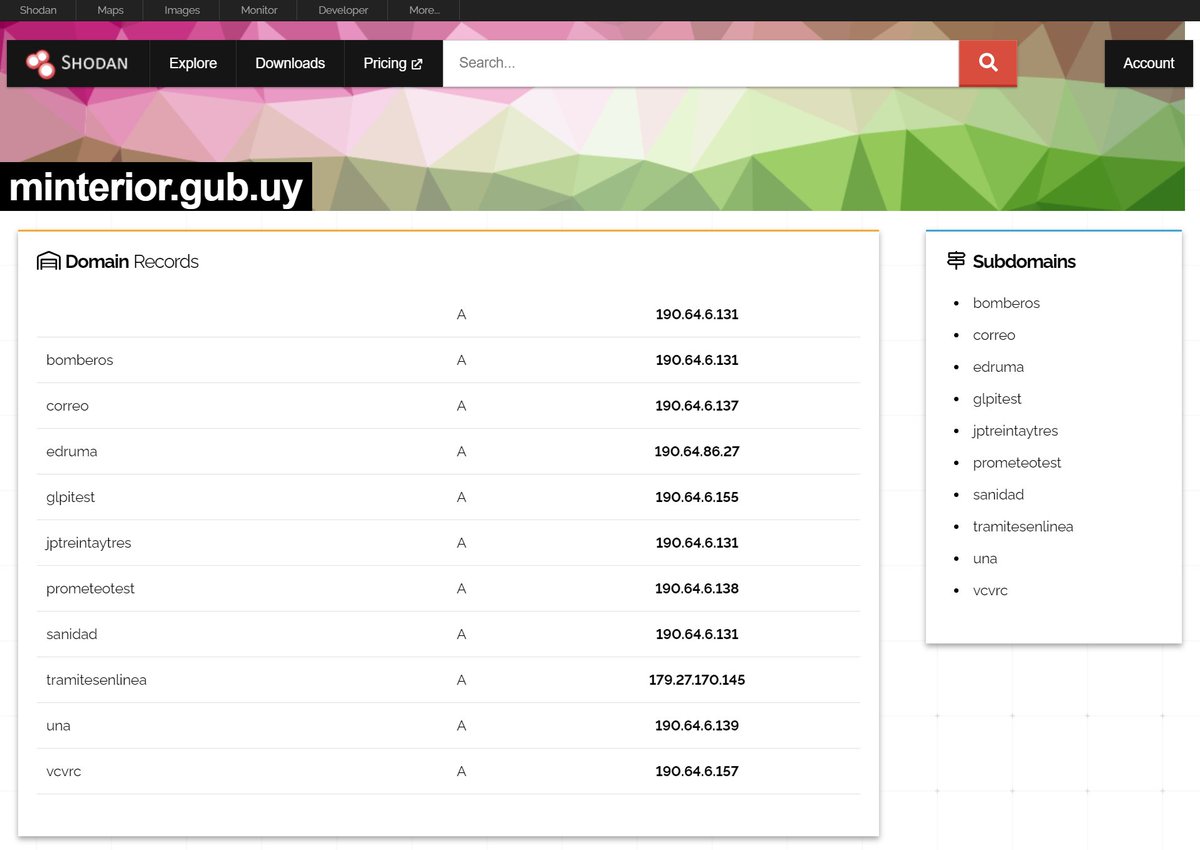 Shodan Maps Images Monitor Developer More...
SHODAN Explore Downloads Pricing Search... Account
minterior.gub.uy
Domain Records
A 190.64.6.131
bomberos A 190.64.6.131
correo A 190.64.6.137
edruma A 190.64.86.27
glpitest A 190.64.6.155
jptreintaytres A 190.64.6.131
prometeotest A 190.64.6.138
sanidad A 190.64.6.131
tramitesenlinea A 179.27.170.145
una A 190.64.6.139
vcvrc A 190.64.6.157
Subdomains
bomberos
correo
edruma
glpitest
jptreintaytres
prometeotest
sanidad
tramitesenlinea
una
vcvrc